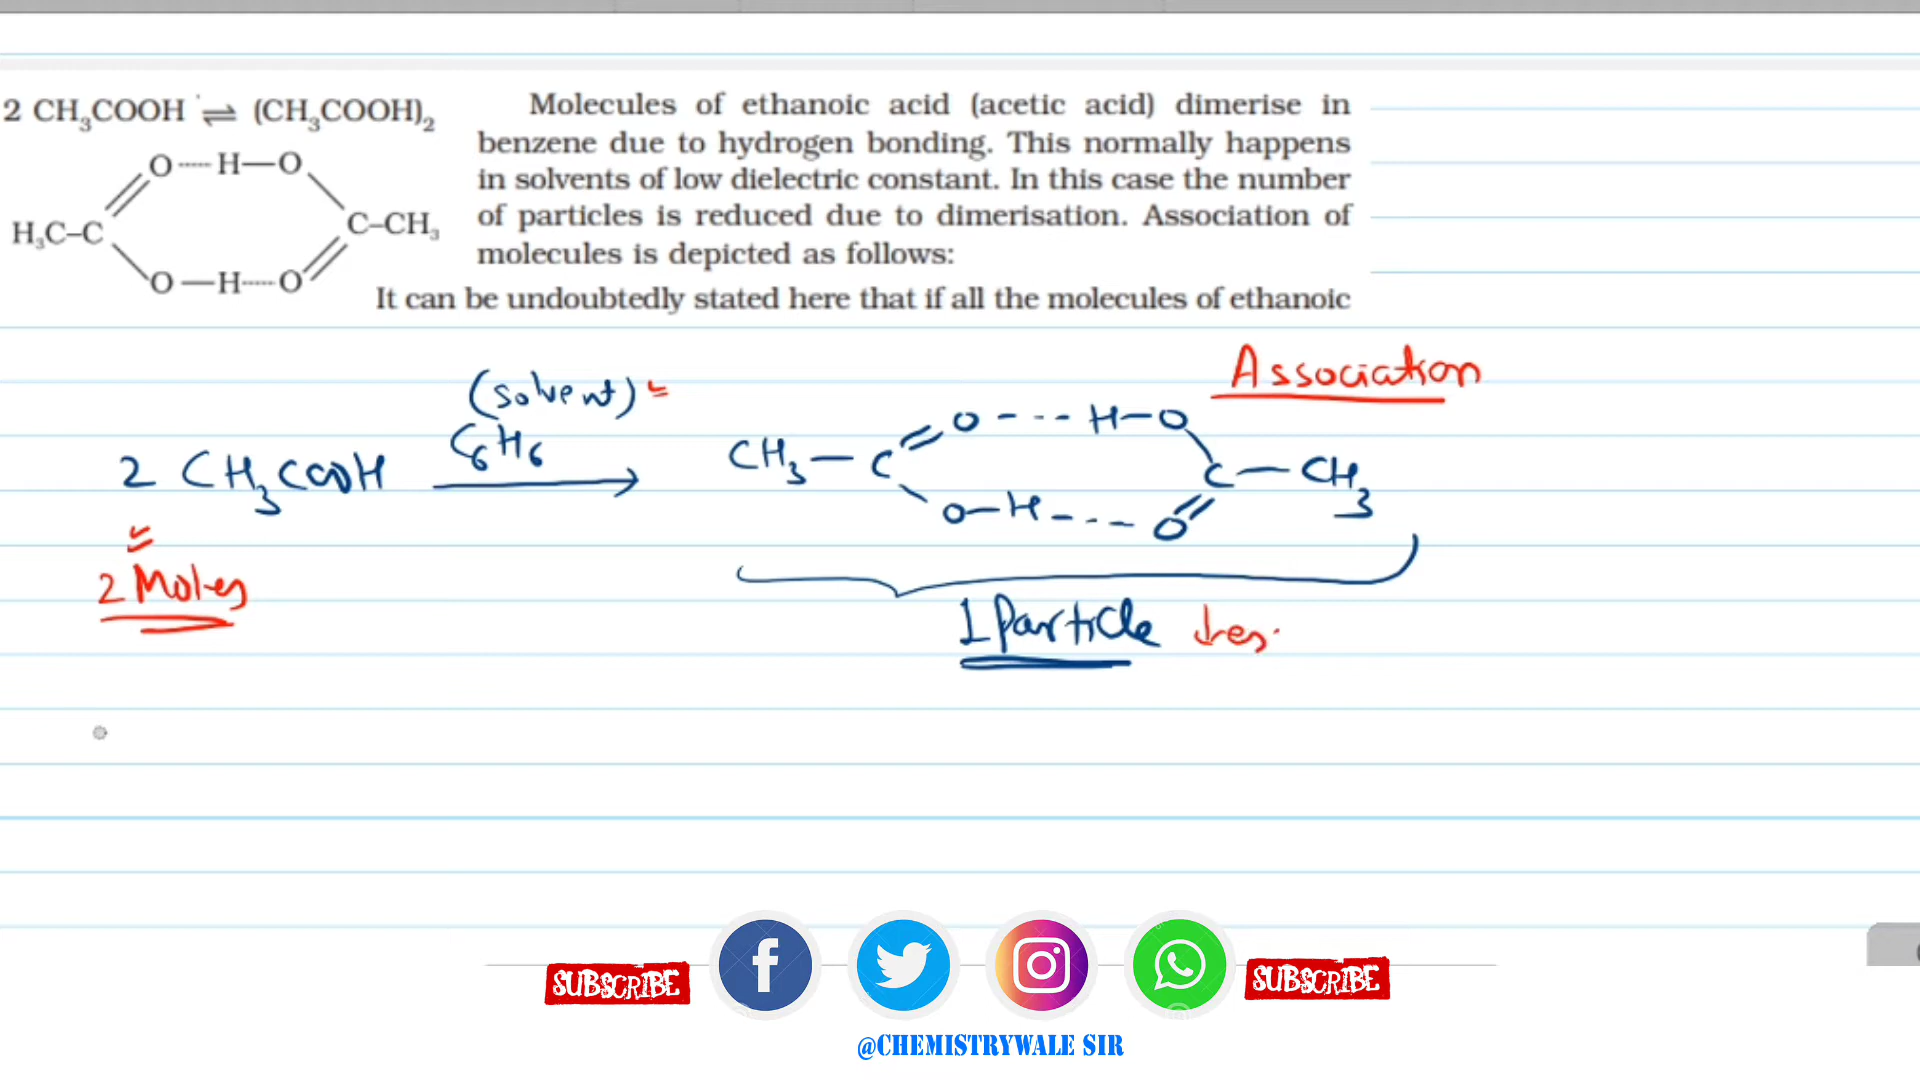 2 CH₃COOH ⇌ (CH₃COOH)₂
O ····· H—O
H₃C–C
C–CH₃
O —H····· O
Molecules of ethanoic acid (acetic acid) dimerise in
benzene due to hydrogen bonding. This normally happens
in solvents of low dielectric constant. In this case the number
of particles is reduced due to dimerisation. Association of
molecules is depicted as follows:
It can be undoubtedly stated here that if all the molecules of ethanoic
Association
(solvent)
C₆H₆
2 CH₃COOH →
O - - - - H–O
CH₃ – C
C – CH₃
O–H - - - - O
2 Moles
1 Particle ↓es.
SUBSCRIBE
SUBSCRIBE
@CHEMISTRYWALE SIR